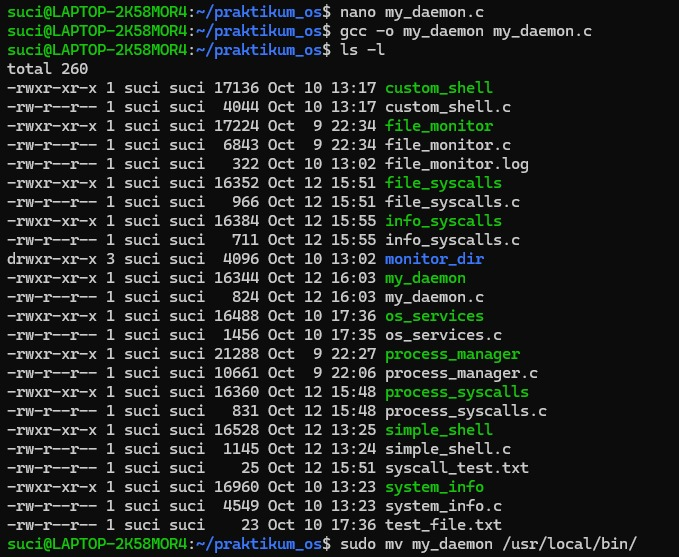 suci@LAPTOP-2K58MOR4:~/praktikum_os$ nano my_daemon.c
suci@LAPTOP-2K58MOR4:~/praktikum_os$ gcc -o my_daemon my_daemon.c
suci@LAPTOP-2K58MOR4:~/praktikum_os$ ls -l
total 260
-rwxr-xr-x 1 suci suci 17136 Oct 10 13:17 custom_shell
-rw-r--r-- 1 suci suci  4044 Oct 10 13:17 custom_shell.c
-rwxr-xr-x 1 suci suci 17224 Oct  9 22:34 file_monitor
-rw-r--r-- 1 suci suci  6843 Oct  9 22:34 file_monitor.c
-rw-r--r-- 1 suci suci   322 Oct 10 13:02 file_monitor.log
-rwxr-xr-x 1 suci suci 16352 Oct 12 15:51 file_syscalls
-rw-r--r-- 1 suci suci   966 Oct 12 15:51 file_syscalls.c
-rwxr-xr-x 1 suci suci 16384 Oct 12 15:55 info_syscalls
-rw-r--r-- 1 suci suci   711 Oct 12 15:55 info_syscalls.c
drwxr-xr-x 3 suci suci  4096 Oct 10 13:02 monitor_dir
-rwxr-xr-x 1 suci suci 16344 Oct 12 16:03 my_daemon
-rw-r--r-- 1 suci suci   824 Oct 12 16:03 my_daemon.c
-rwxr-xr-x 1 suci suci 16488 Oct 10 17:36 os_services
-rw-r--r-- 1 suci suci  1456 Oct 10 17:35 os_services.c
-rwxr-xr-x 1 suci suci 21288 Oct  9 22:27 process_manager
-rw-r--r-- 1 suci suci 10661 Oct  9 22:06 process_manager.c
-rwxr-xr-x 1 suci suci 16360 Oct 12 15:48 process_syscalls
-rw-r--r-- 1 suci suci   831 Oct 12 15:48 process_syscalls.c
-rwxr-xr-x 1 suci suci 16528 Oct 12 13:25 simple_shell
-rw-r--r-- 1 suci suci  1145 Oct 12 13:24 simple_shell.c
-rw-r--r-- 1 suci suci    25 Oct 12 15:51 syscall_test.txt
-rwxr-xr-x 1 suci suci 16960 Oct 10 13:23 system_info
-rw-r--r-- 1 suci suci  4549 Oct 10 13:23 system_info.c
-rw-r--r-- 1 suci suci    23 Oct 10 17:36 test_file.txt
suci@LAPTOP-2K58MOR4:~/praktikum_os$ sudo mv my_daemon /usr/local/bin/